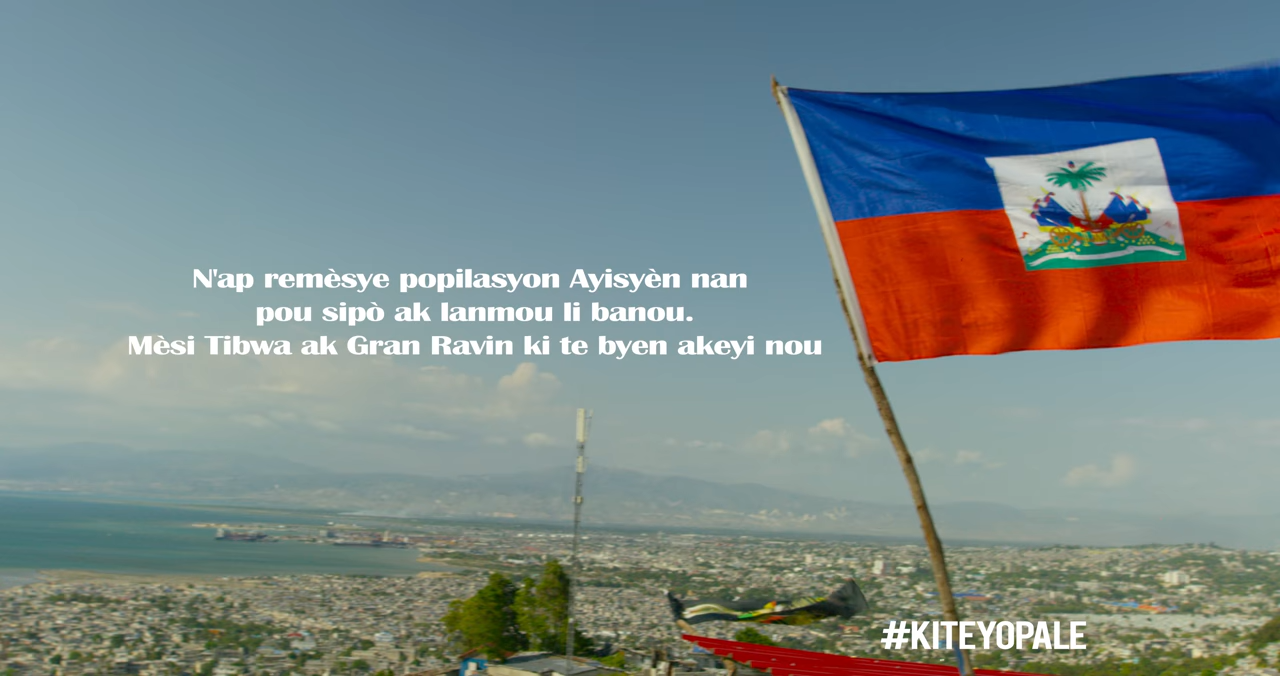 N'ap remèsye popilasyon Ayisyèn nan
pou sipò ak lanmou li banou.
Mèsi Tibwa ak Gran Ravin ki te byen akeyi nou
#KITEYOPALE